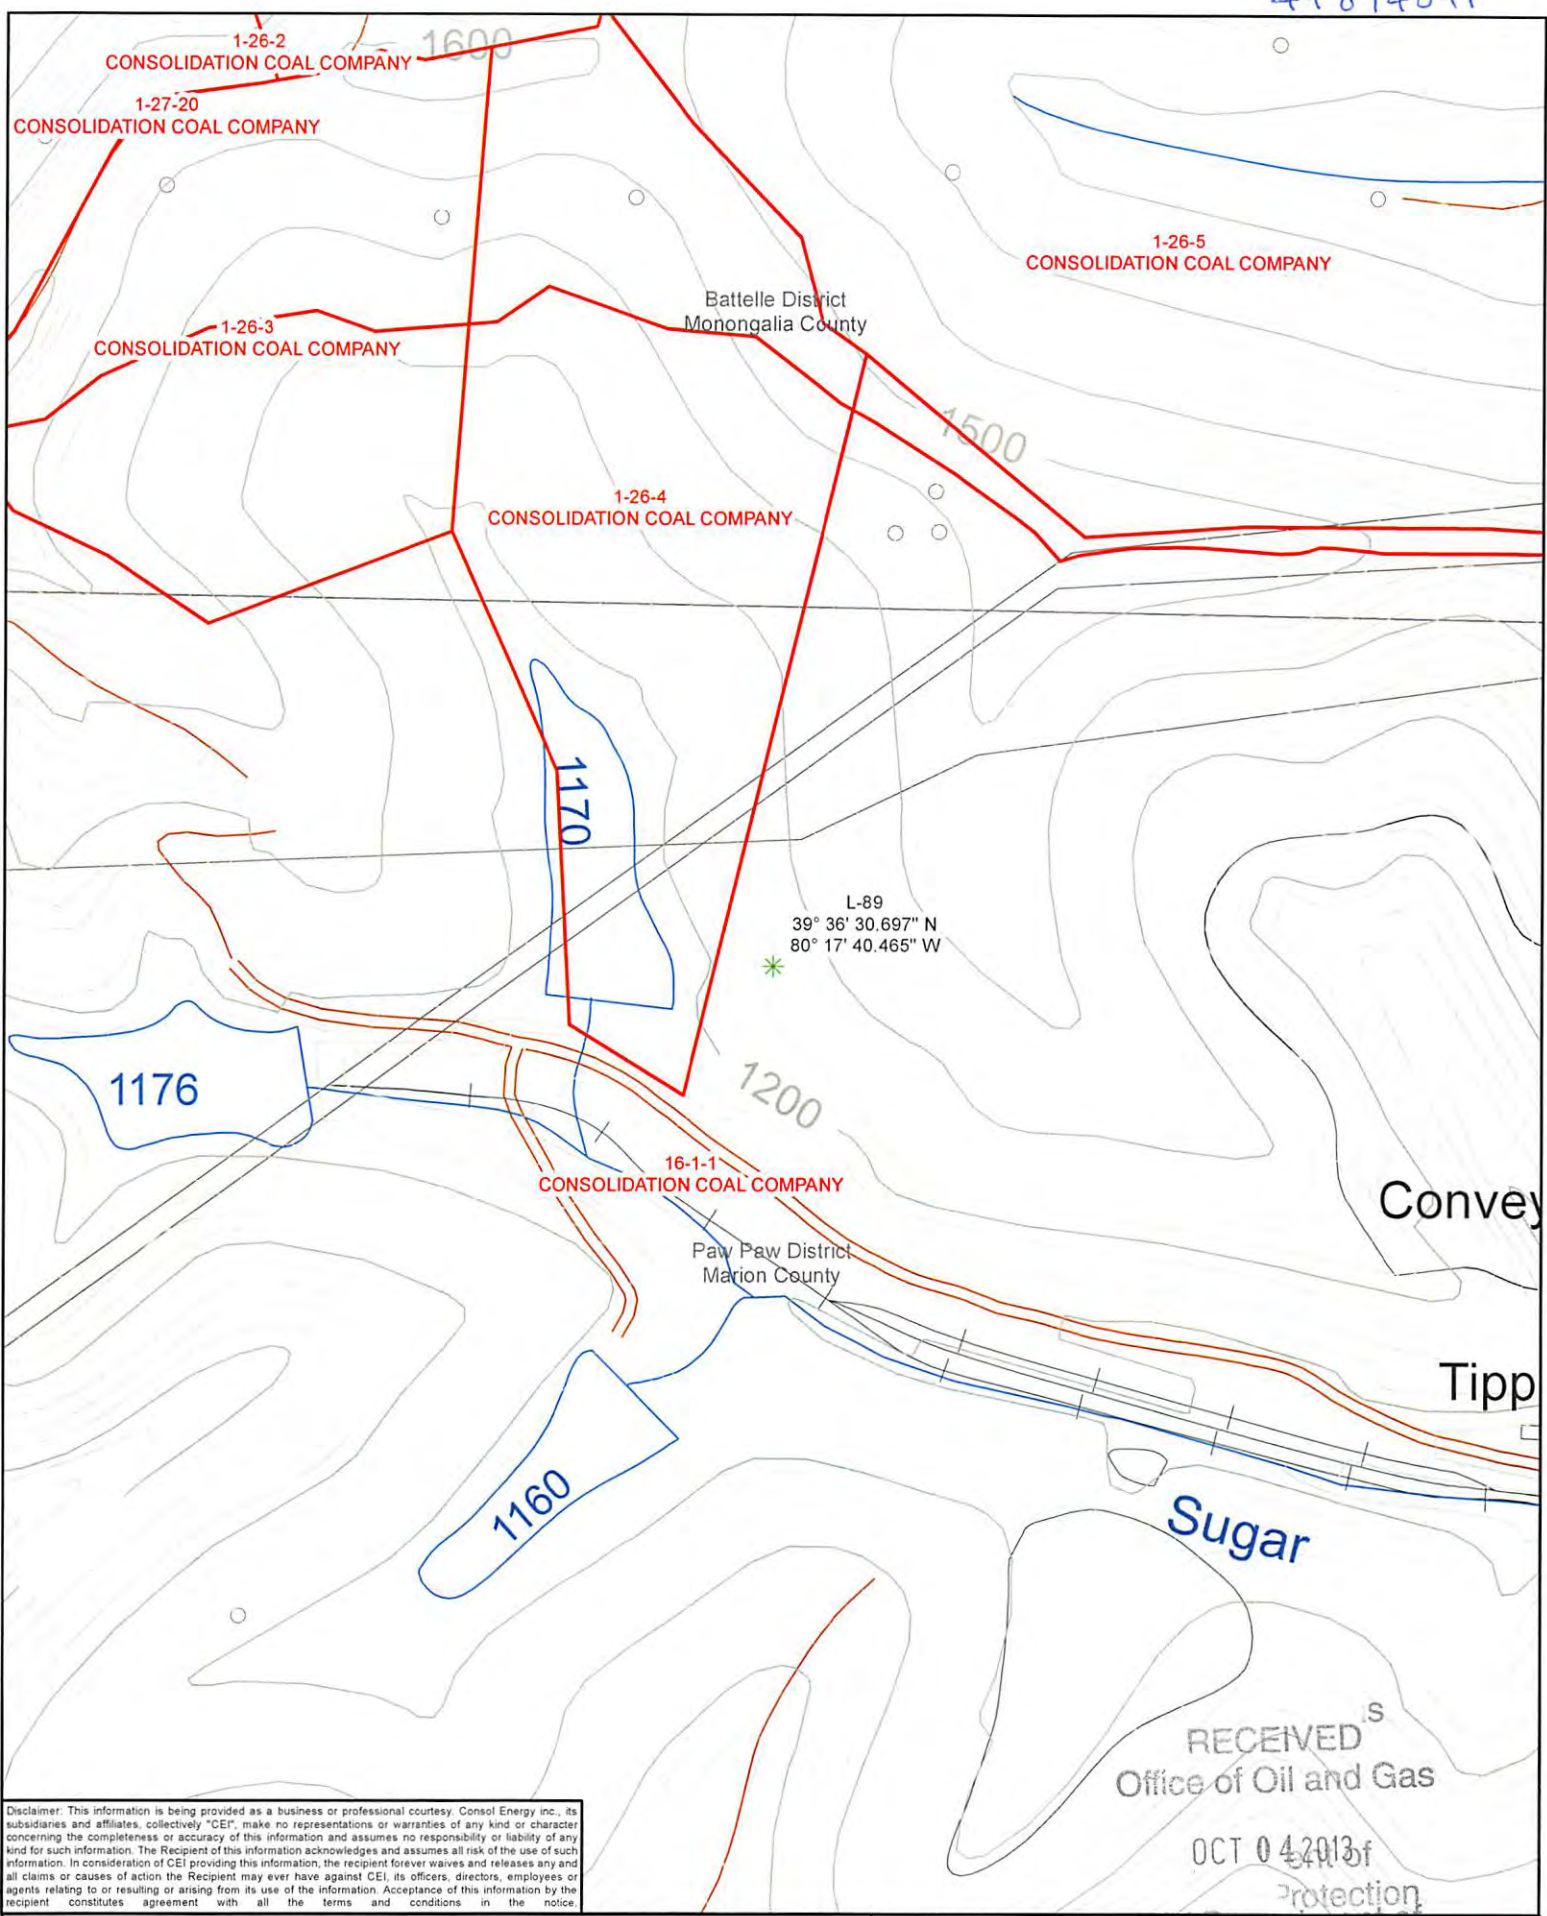 1-26-2
CONSOLIDATION COAL COMPANY
1600
1-27-20
CONSOLIDATION COAL COMPANY
1-26-5
CONSOLIDATION COAL COMPANY
Battelle District
Monongalia County
1-26-3
CONSOLIDATION COAL COMPANY
1500
1-26-4
CONSOLIDATION COAL COMPANY
1170
L-89
39° 36' 30.697" N
80° 17' 40.465" W
1176
1200
16-1-1
CONSOLIDATION COAL COMPANY
Convey
Paw Paw District
Marion County
Tipp
1160
Sugar
S
RECEIVED
Office of Oil and Gas
OCT 04 2013
of
Protection
Disclaimer: This information is being provided as a business or professional courtesy. Consol Energy inc., its
subsidiaries and affiliates, collectively "CEI", make no representations or warranties of any kind or character
concerning the completeness or accuracy of this information and assumes no responsibility or liability of any
kind for such information. The Recipient of this information acknowledges and assumes all risk of the use of such
information. In consideration of CEI providing this information, the recipient forever waives and releases any and
all claims or causes of action the Recipient may ever have against CEI, its officers, directors, employees or
agents relating to or resulting or arising from its use of the information. Acceptance of this information by the
recipient constitutes agreement with all the terms and conditions in the notice.